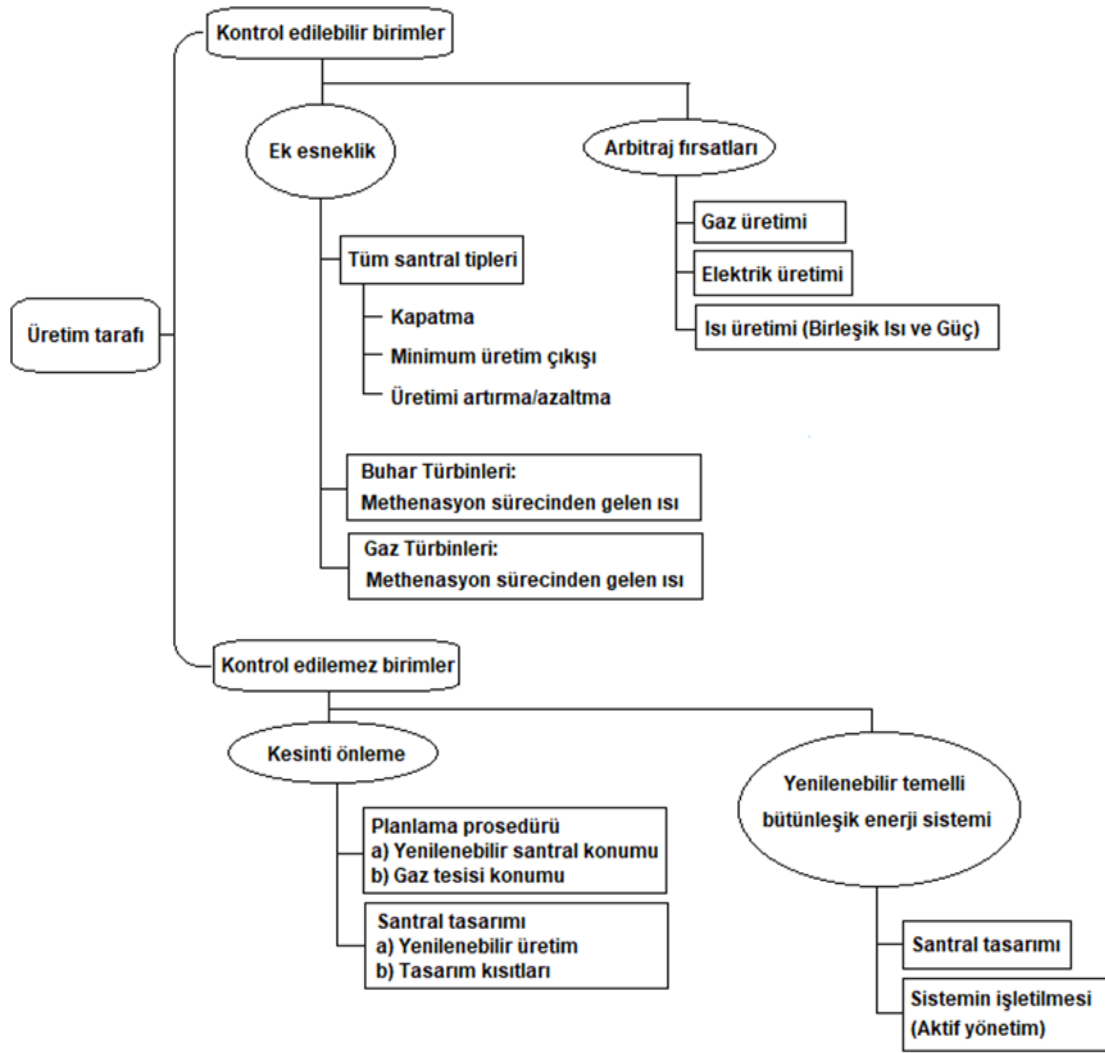 Kontrol edilebilir birimler
Ek esneklik
Arbitraj fırsatları
Gaz üretimi
Elektrik üretimi
Isı üretimi (Birleşik Isı ve Güç)
Tüm santral tipleri
Kapatma
Minimum üretim çıkışı
Üretimi artırma/azaltma
Üretim tarafı
Buhar Türbinleri:
Methenasyon sürecinden gelen ısı
Gaz Türbinleri:
Methenasyon sürecinden gelen ısı
Kontrol edilemez birimler
Kesinti önleme
Yenilenebilir temelli
bütünleşik enerji sistemi
Planlama prosedürü
a) Yenilenebilir santral konumu
b) Gaz tesisi konumu
Santral tasarımı
a) Yenilenebilir üretim
b) Tasarım kısıtları
Santral tasarımı
Sistemin işletilmesi
(Aktif yönetim)